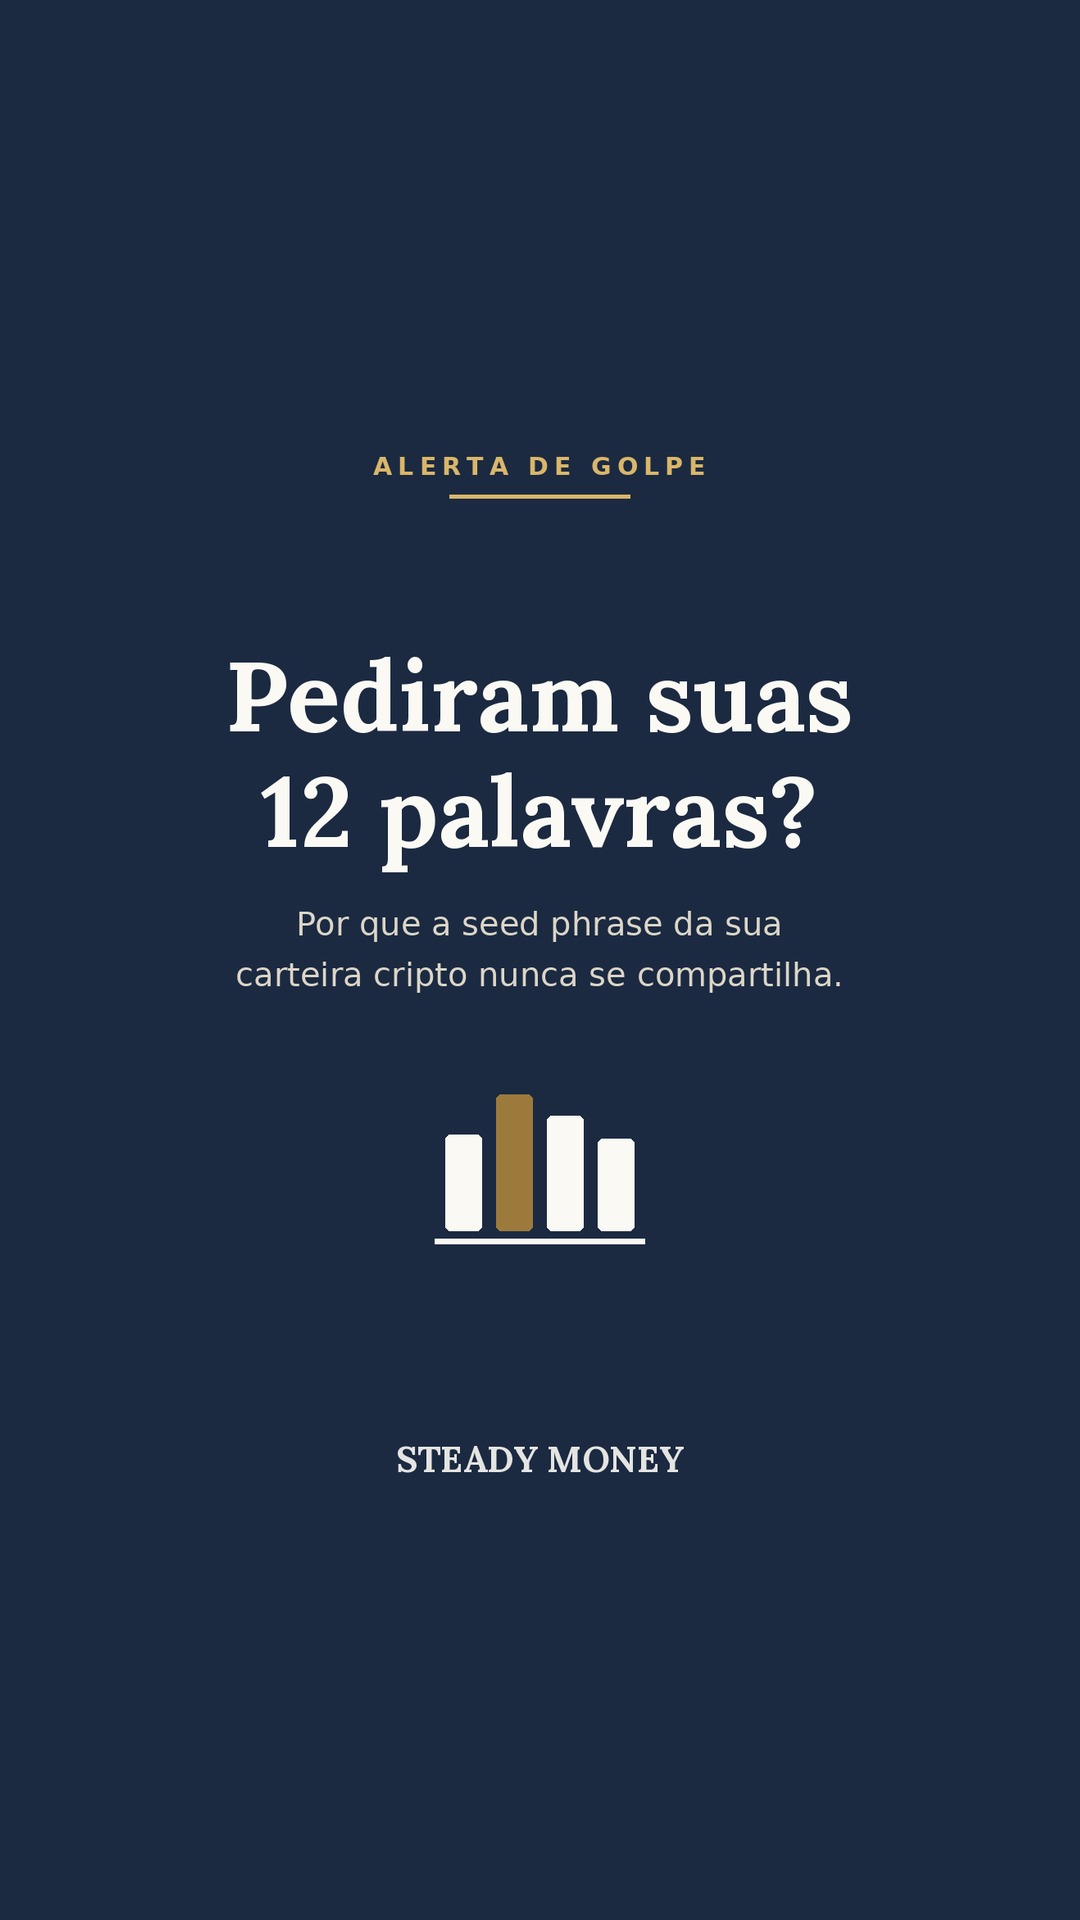 ALERTA DE GOLPE
Pediram suas
12 palavras?
Por que a seed phrase da sua
carteira cripto nunca se compartilha.
STEADY MONEY